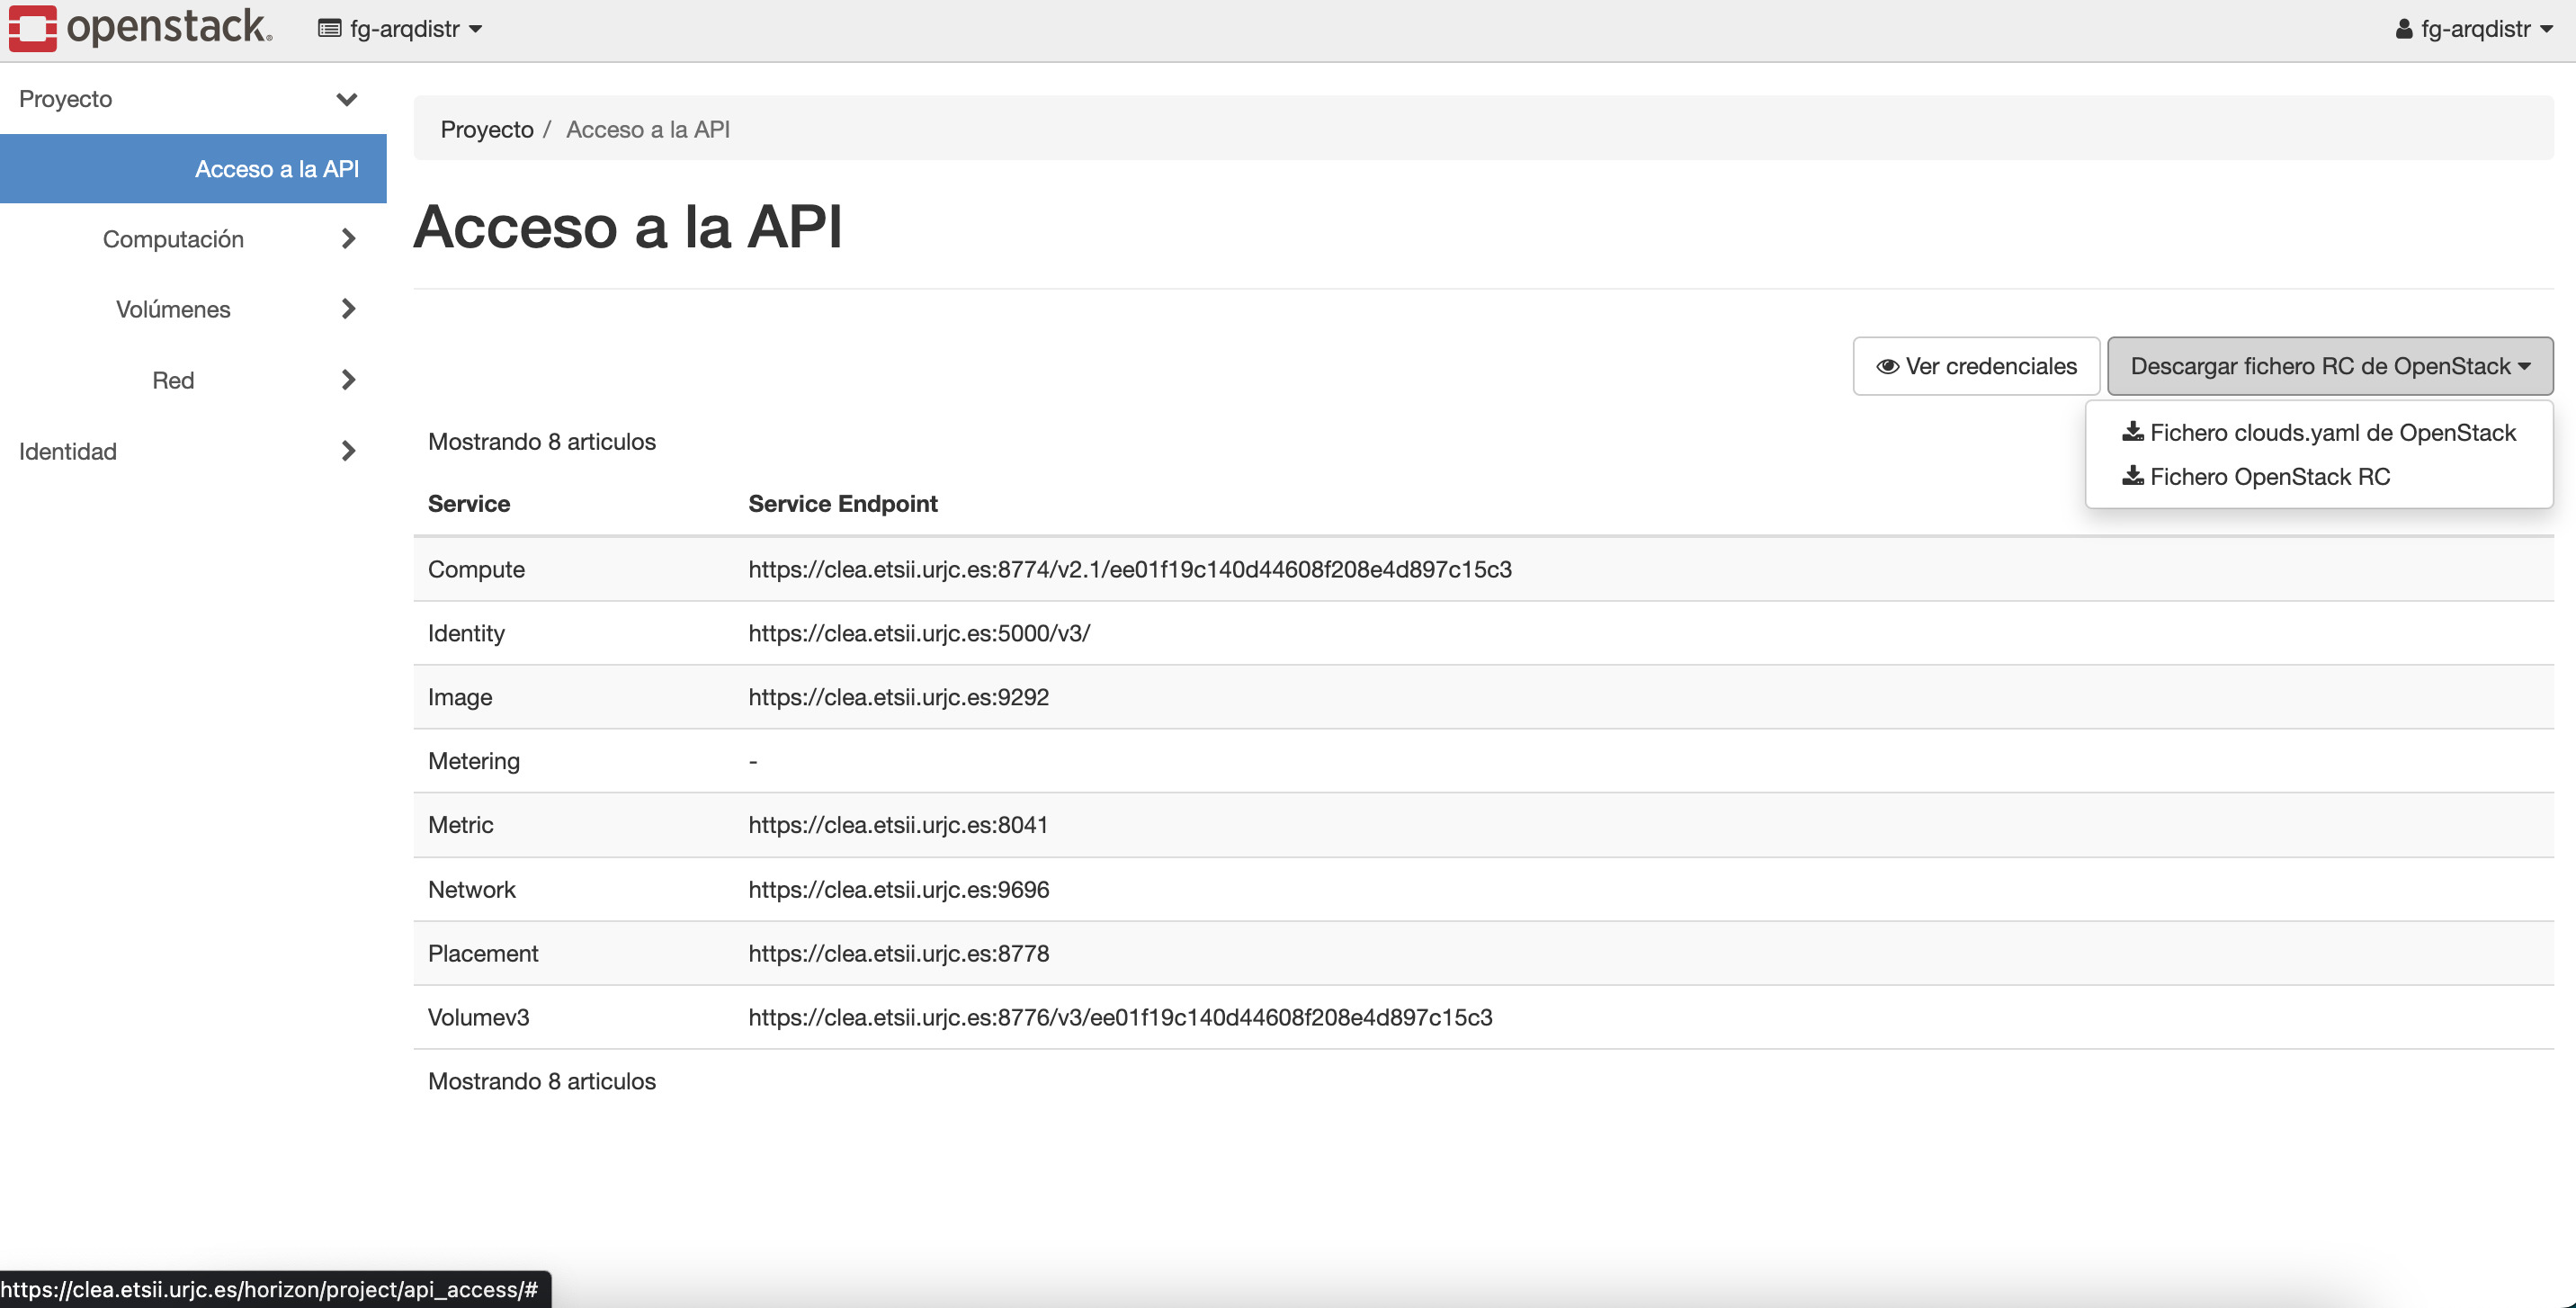 openstack.
fg-arqdistr
fg-arqdistr
Proyecto
Acceso a la API
Computación
Volúmenes
Red
Identidad
Proyecto / Acceso a la API
Acceso a la API
Ver credenciales
Descargar fichero RC de OpenStack
Fichero clouds.yaml de OpenStack
Fichero OpenStack RC
Mostrando 8 articulos
Service Service Endpoint
Compute https://clea.etsii.urjc.es:8774/v2.1/ee01f19c140d44608f208e4d897c15c3
Identity https://clea.etsii.urjc.es:5000/v3/
Image https://clea.etsii.urjc.es:9292
Metering -
Metric https://clea.etsii.urjc.es:8041
Network https://clea.etsii.urjc.es:9696
Placement https://clea.etsii.urjc.es:8778
Volumev3 https://clea.etsii.urjc.es:8776/v3/ee01f19c140d44608f208e4d897c15c3
Mostrando 8 articulos
https://clea.etsii.urjc.es/horizon/project/api_access/#